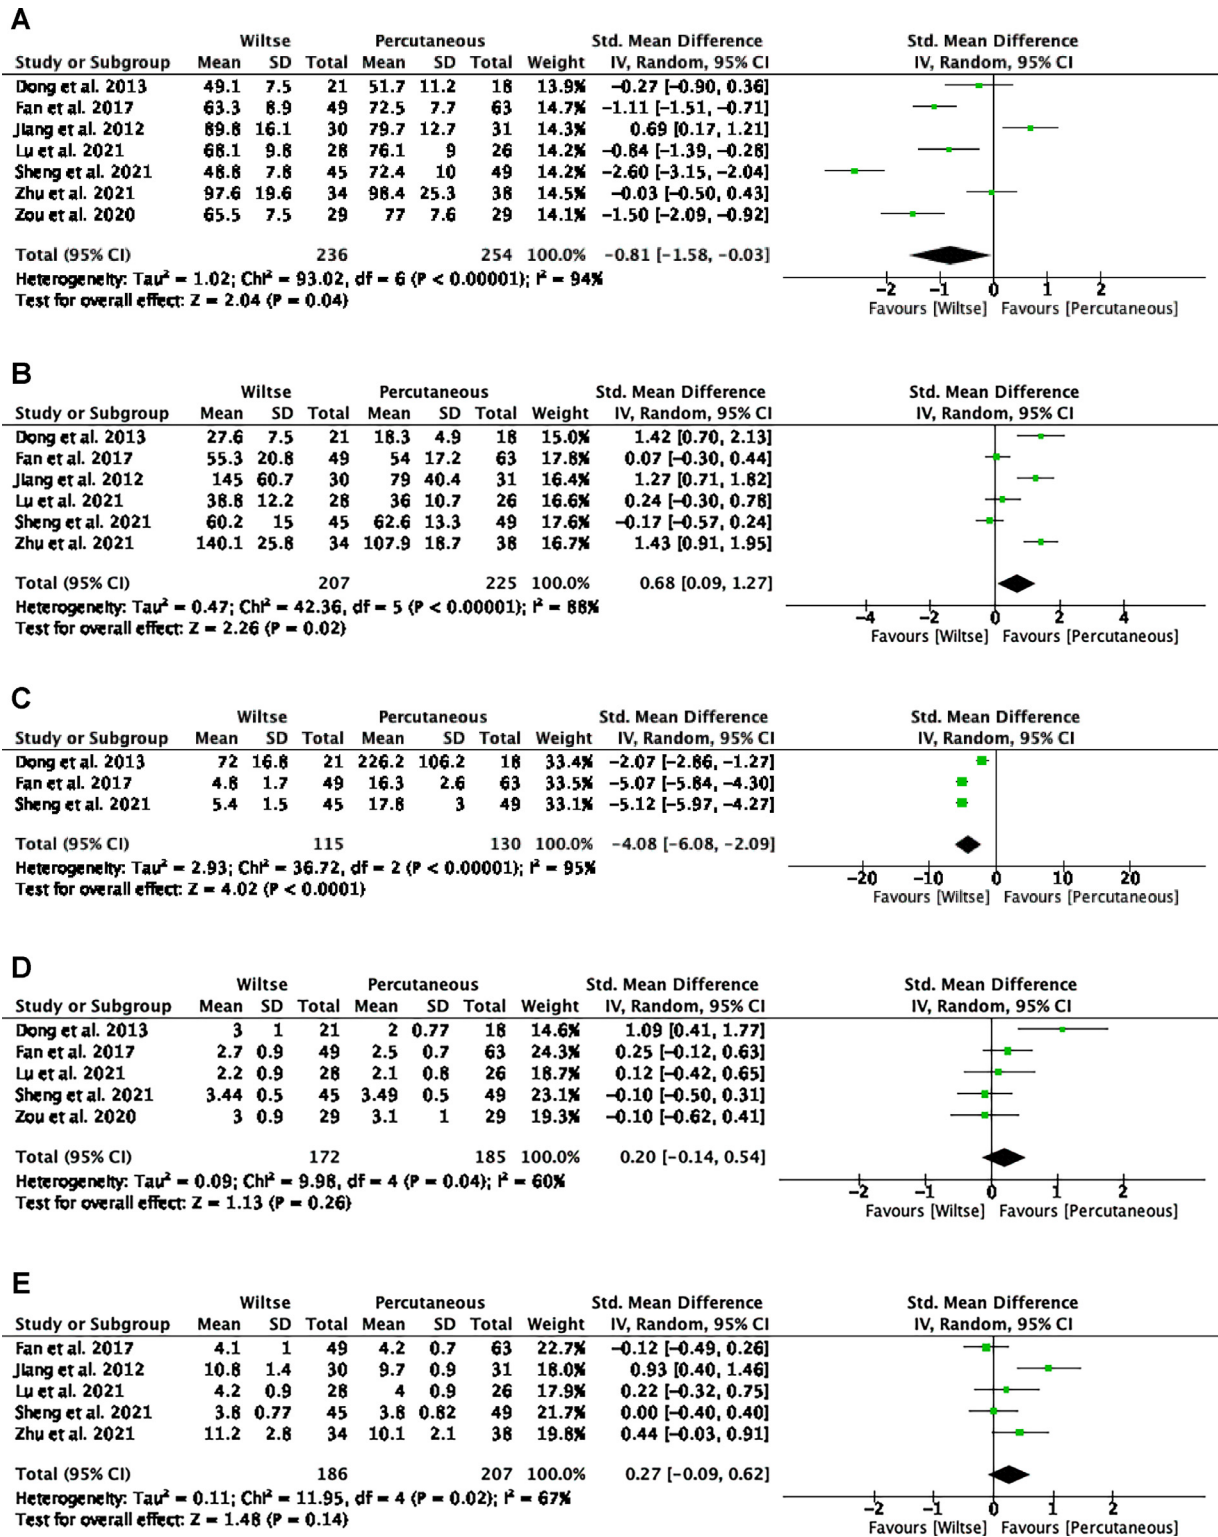 A
Wiltse Percutaneous Std. Mean Difference Std. Mean Difference
Study or Subgroup Mean SD Total Mean SD Total Weight IV, Random, 95% CI IV, Random, 95% CI
Dong et al. 2013 49.1 7.5 21 51.7 11.2 18 13.9% −0.27 [−0.90, 0.36]
Fan et al. 2017 63.3 8.9 49 72.5 7.7 63 14.7% −1.11 [−1.51, −0.71]
Jiang et al. 2012 89.8 16.1 30 79.7 12.7 31 14.3% 0.69 [0.17, 1.21]
Lu et al. 2021 68.1 9.8 28 76.1 9 26 14.2% −0.84 [−1.39, −0.28]
Sheng et al. 2021 48.8 7.8 45 72.4 10 49 14.2% −2.60 [−3.15, −2.04]
Zhu et al. 2021 97.6 19.6 34 98.4 25.3 38 14.5% −0.03 [−0.50, 0.43]
Zou et al. 2020 65.5 7.5 29 77 7.6 29 14.1% −1.50 [−2.09, −0.92]
Total (95% CI) 236 254 100.0% −0.81 [−1.58, −0.03]
Heterogeneity: Tau² = 1.02; Chi² = 93.02, df = 6 (P < 0.00001); I² = 94%
Test for overall effect: Z = 2.04 (P = 0.04)
−2 −1 0 1 2
Favours [Wiltse] Favours [Percutaneous]
B
Wiltse Percutaneous Std. Mean Difference Std. Mean Difference
Study or Subgroup Mean SD Total Mean SD Total Weight IV, Random, 95% CI IV, Random, 95% CI
Dong et al. 2013 27.6 7.5 21 18.3 4.9 18 15.0% 1.42 [0.70, 2.13]
Fan et al. 2017 55.3 20.8 49 54 17.2 63 17.8% 0.07 [−0.30, 0.44]
Jiang et al. 2012 145 60.7 30 79 40.4 31 16.4% 1.27 [0.71, 1.82]
Lu et al. 2021 38.8 12.2 28 36 10.7 26 16.6% 0.24 [−0.30, 0.78]
Sheng et al. 2021 60.2 15 45 62.6 13.3 49 17.6% −0.17 [−0.57, 0.24]
Zhu et al. 2021 140.1 25.8 34 107.9 18.7 38 16.7% 1.43 [0.91, 1.95]
Total (95% CI) 207 225 100.0% 0.68 [0.09, 1.27]
Heterogeneity: Tau² = 0.47; Chi² = 42.36, df = 5 (P < 0.00001); I² = 88%
Test for overall effect: Z = 2.26 (P = 0.02)
−4 −2 0 2 4
Favours [Wiltse] Favours [Percutaneous]
C
Wiltse Percutaneous Std. Mean Difference Std. Mean Difference
Study or Subgroup Mean SD Total Mean SD Total Weight IV, Random, 95% CI IV, Random, 95% CI
Dong et al. 2013 72 16.8 21 226.2 106.2 18 33.4% −2.07 [−2.86, −1.27]
Fan et al. 2017 4.8 1.7 49 16.3 2.6 63 33.5% −5.07 [−5.84, −4.30]
Sheng et al. 2021 5.4 1.5 45 17.8 3 49 33.1% −5.12 [−5.97, −4.27]
Total (95% CI) 115 130 100.0% −4.08 [−6.08, −2.09]
Heterogeneity: Tau² = 2.93; Chi² = 36.72, df = 2 (P < 0.00001); I² = 95%
Test for overall effect: Z = 4.02 (P < 0.0001)
−20 −10 0 10 20
Favours [Wiltse] Favours [Percutaneous]
D
Wiltse Percutaneous Std. Mean Difference Std. Mean Difference
Study or Subgroup Mean SD Total Mean SD Total Weight IV, Random, 95% CI IV, Random, 95% CI
Dong et al. 2013 3 1 21 2 0.77 18 14.6% 1.09 [0.41, 1.77]
Fan et al. 2017 2.7 0.9 49 2.5 0.7 63 24.3% 0.25 [−0.12, 0.63]
Lu et al. 2021 2.2 0.9 28 2.1 0.8 26 18.7% 0.12 [−0.42, 0.65]
Sheng et al. 2021 3.44 0.5 45 3.49 0.5 49 23.1% −0.10 [−0.50, 0.31]
Zou et al. 2020 3 0.9 29 3.1 1 29 19.3% −0.10 [−0.62, 0.41]
Total (95% CI) 172 185 100.0% 0.20 [−0.14, 0.54]
Heterogeneity: Tau² = 0.09; Chi² = 9.98, df = 4 (P = 0.04); I² = 60%
Test for overall effect: Z = 1.13 (P = 0.26)
−2 −1 0 1 2
Favours [Wiltse] Favours [Percutaneous]
E
Wiltse Percutaneous Std. Mean Difference Std. Mean Difference
Study or Subgroup Mean SD Total Mean SD Total Weight IV, Random, 95% CI IV, Random, 95% CI
Fan et al. 2017 4.1 1 49 4.2 0.7 63 22.7% −0.12 [−0.49, 0.26]
Jiang et al. 2012 10.8 1.4 30 9.7 0.9 31 18.0% 0.93 [0.40, 1.46]
Lu et al. 2021 4.2 0.9 28 4 0.9 26 17.9% 0.22 [−0.32, 0.75]
Sheng et al. 2021 3.8 0.77 45 3.8 0.82 49 21.7% 0.00 [−0.40, 0.40]
Zhu et al. 2021 11.2 2.8 34 10.1 2.1 38 19.8% 0.44 [−0.03, 0.91]
Total (95% CI) 186 207 100.0% 0.27 [−0.09, 0.62]
Heterogeneity: Tau² = 0.11; Chi² = 11.95, df = 4 (P = 0.02); I² = 67%
Test for overall effect: Z = 1.48 (P = 0.14)
−2 −1 0 1 2
Favours [Wiltse] Favours [Percutaneous]